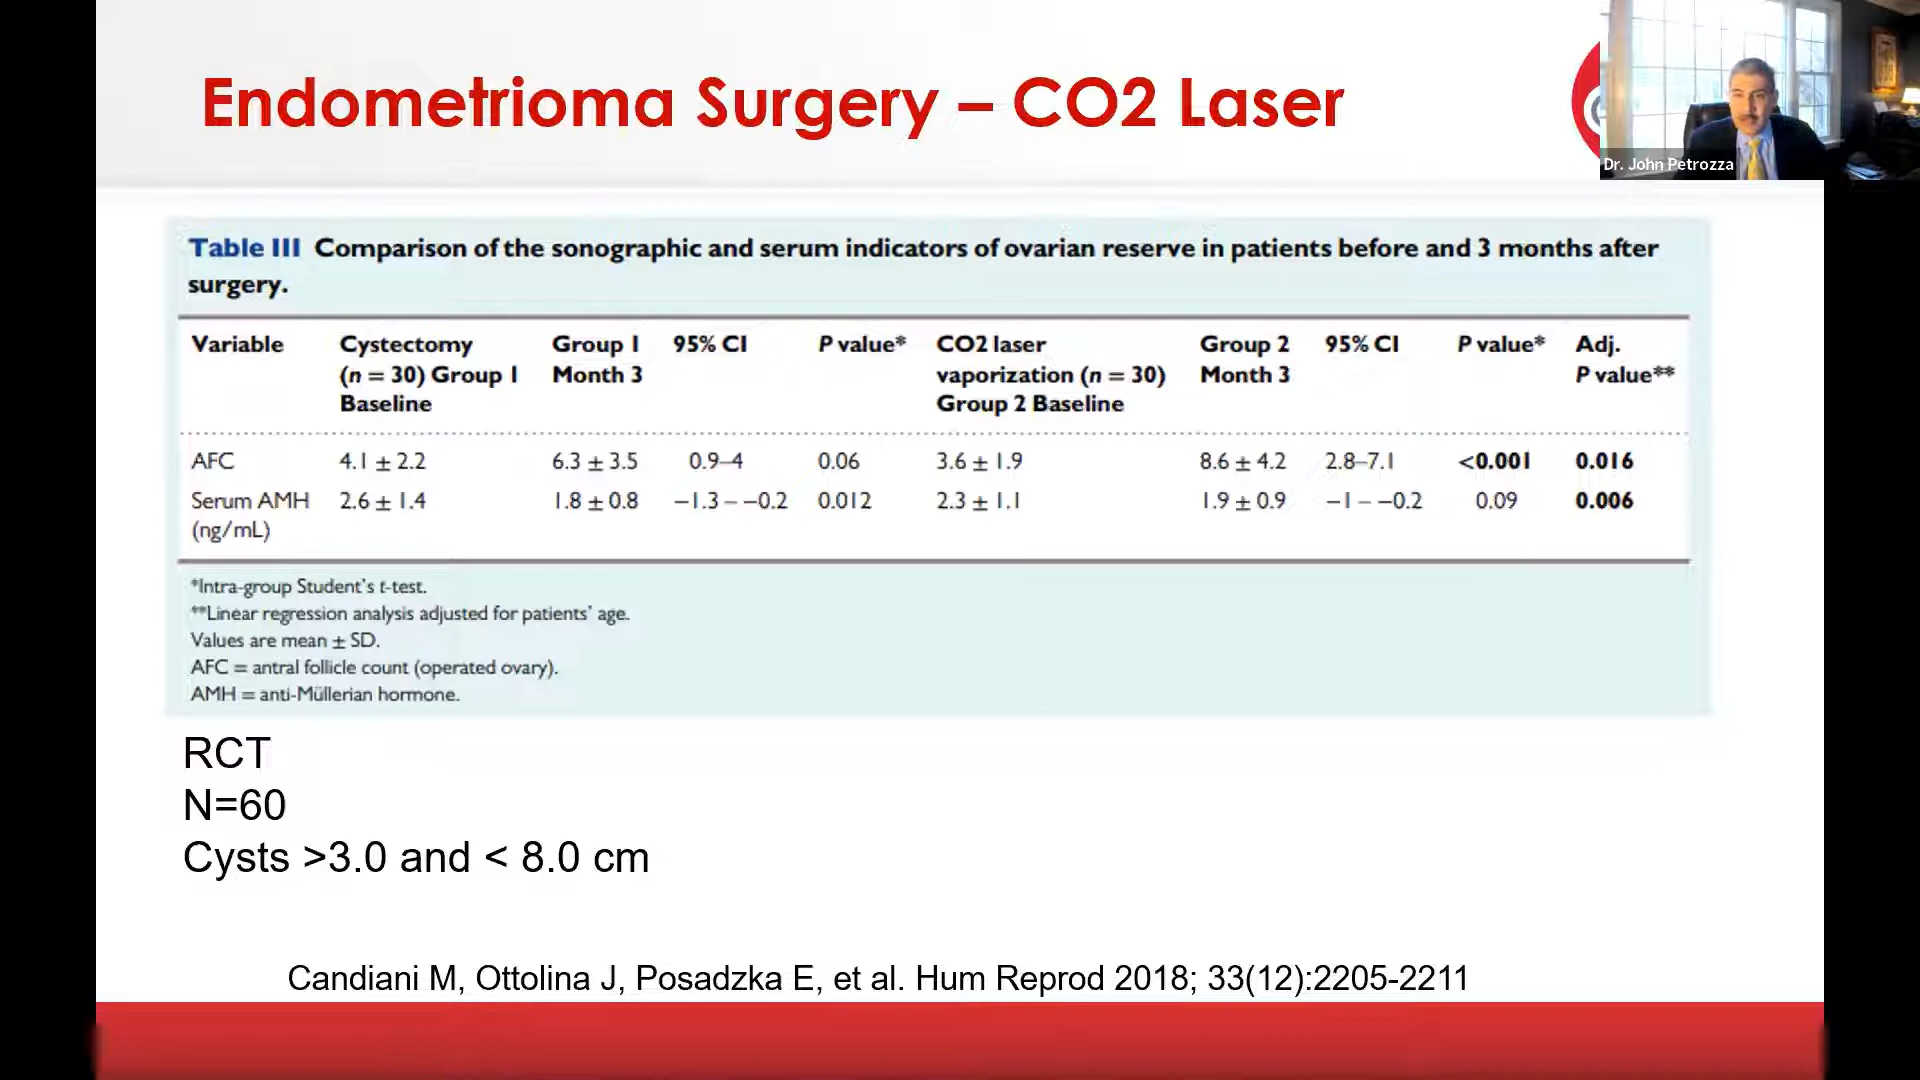 Endometrioma Surgery – CO2 Laser
Dr. John Petrozza
Table III Comparison of the sonographic and serum indicators of ovarian reserve in patients before and 3 months after
surgery.
Variable Cystectomy Group 1 95% CI P value* CO2 laser Group 2 95% CI P value* Adj.
(n = 30) Group 1 Month 3 vaporization (n = 30) Month 3 P value**
Baseline Group 2 Baseline
AFC 4.1 ± 2.2 6.3 ± 3.5 0.9–4 0.06 3.6 ± 1.9 8.6 ± 4.2 2.8–7.1 <0.001 0.016
Serum AMH 2.6 ± 1.4 1.8 ± 0.8 −1.3 – −0.2 0.012 2.3 ± 1.1 1.9 ± 0.9 −1 – −0.2 0.09 0.006
(ng/mL)
*Intra-group Student's t-test.
**Linear regression analysis adjusted for patients' age.
Values are mean ± SD.
AFC = antral follicle count (operated ovary).
AMH = anti-Müllerian hormone.
RCT
N=60
Cysts >3.0 and < 8.0 cm
Candiani M, Ottolina J, Posadzka E, et al. Hum Reprod 2018; 33(12):2205-2211